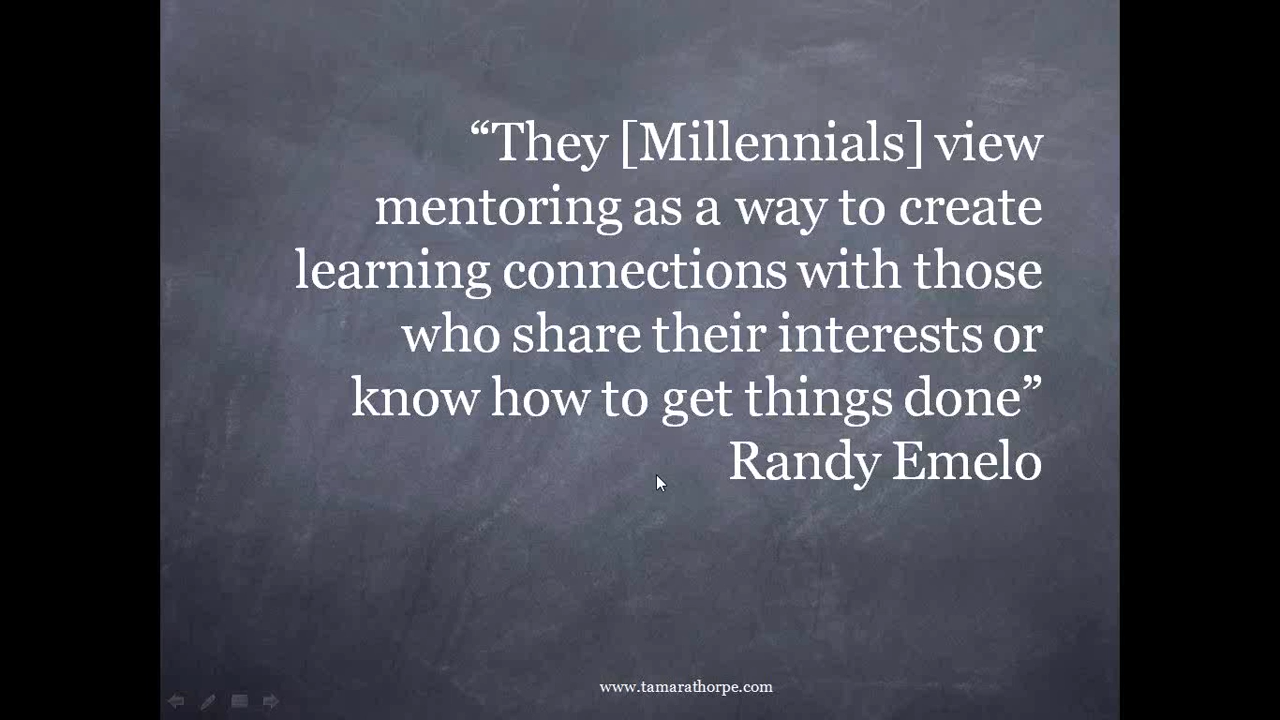 “They [Millennials] view
mentoring as a way to create
learning connections with those
who share their interests or
know how to get things done”
Randy Emelo
www.tamarathorpe.com